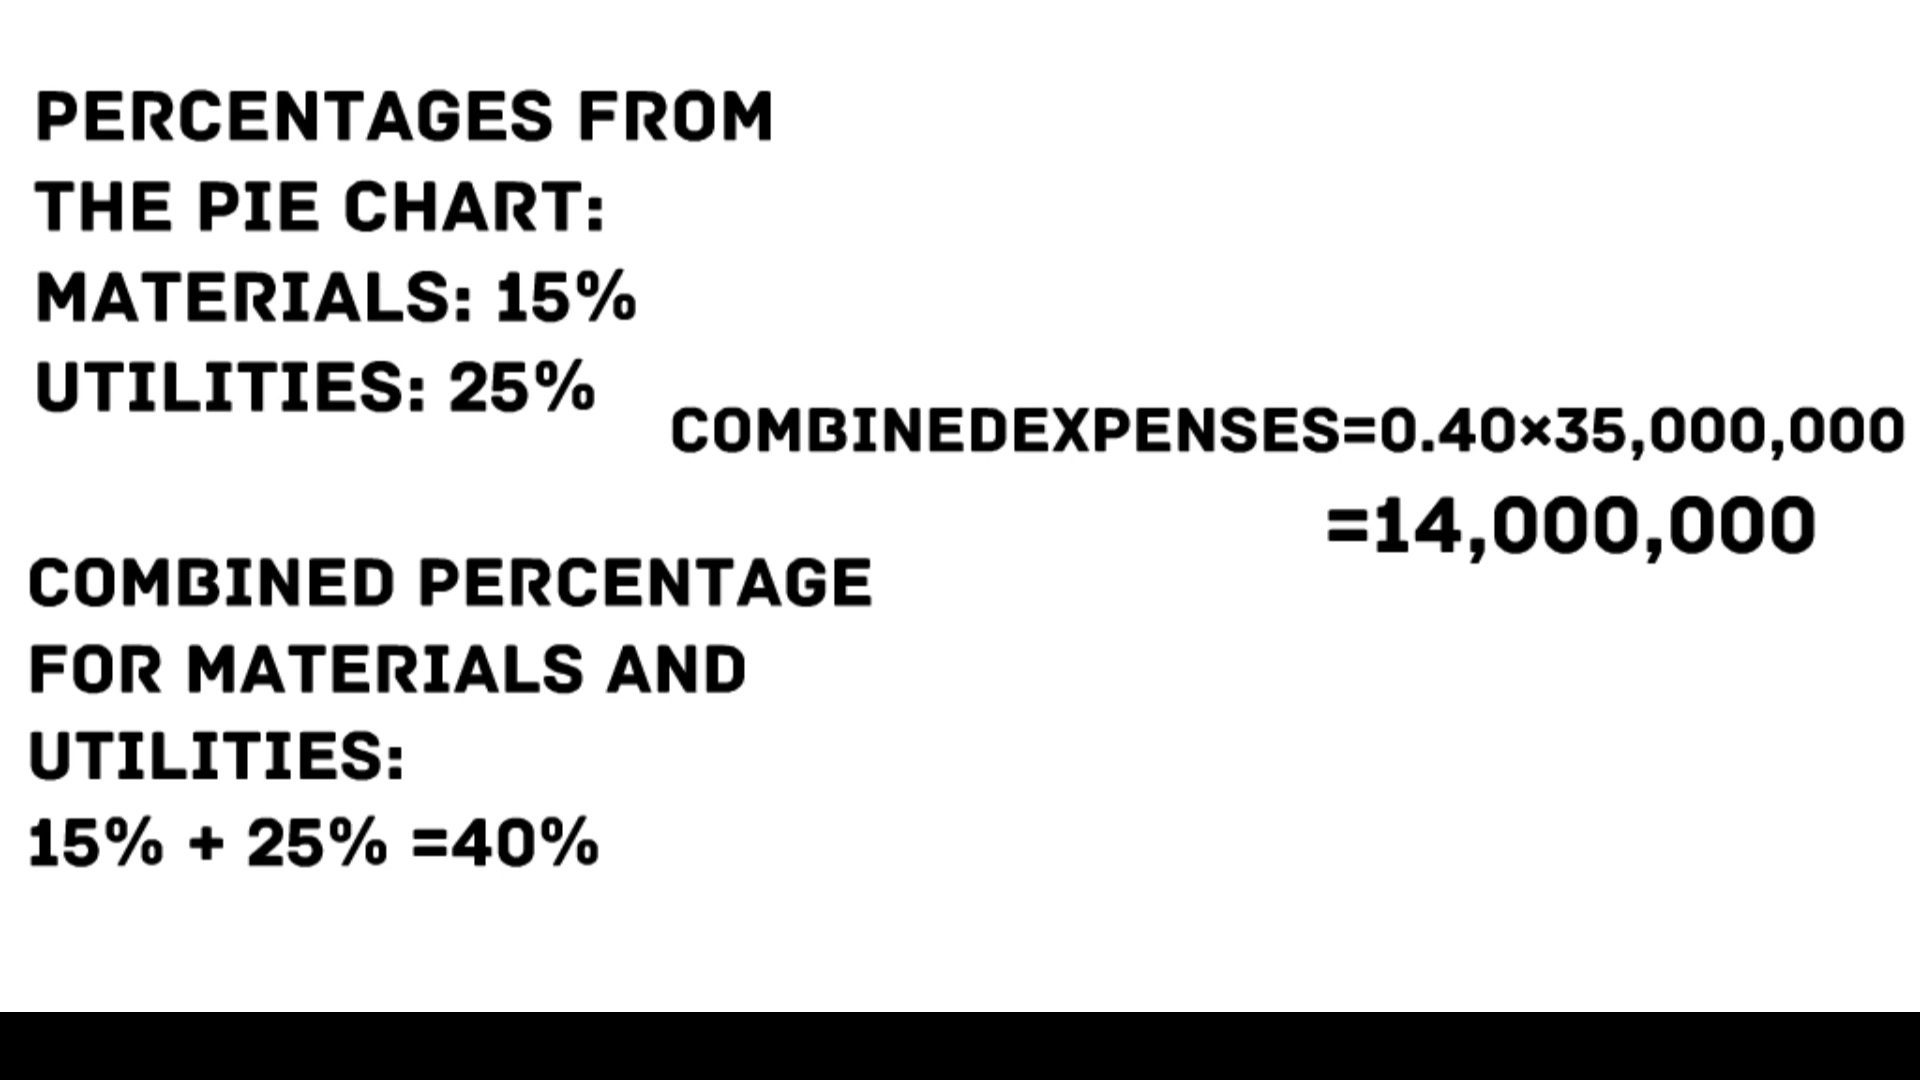 PERCENTAGES FROM
THE PIE CHART:
MATERIALS: 15%
UTILITIES: 25%
COMBINED PERCENTAGE
FOR MATERIALS AND
UTILITIES:
15% + 25% =40%
COMBINEDEXPENSES=0.40×35,000,000
=14,000,000